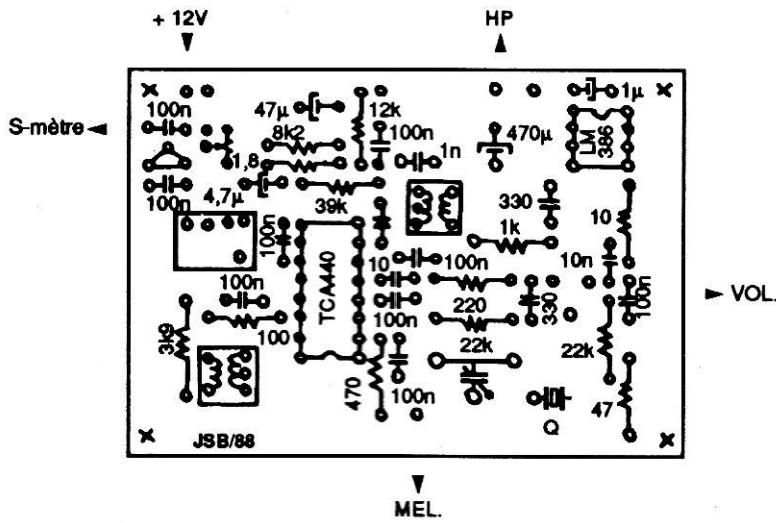 + 12V HP
100n 47µ 12k 1µ
S-mètre 100n 470µ LM 386
8k2 1n
1,8
100n 4,7µ 39k 330 10
1k
100n TCA440 10 100n 10n
100n 220 330 100n VOL.
3k9 100 100n 22k 22k
470 100n 47
Q
JSB/88
MEL.